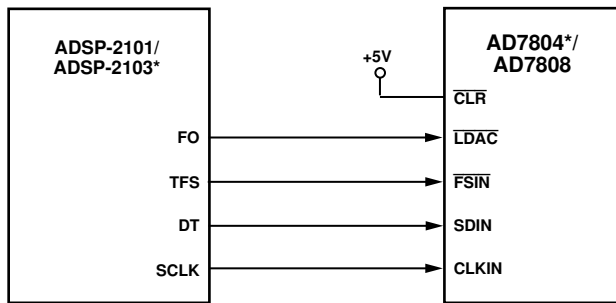 ADSP-2101/
ADSP-2103*
FO
TFS
DT
SCLK
+5V
AD7804*/
AD7808
CLR
LDAC
FSIN
SDIN
CLKIN